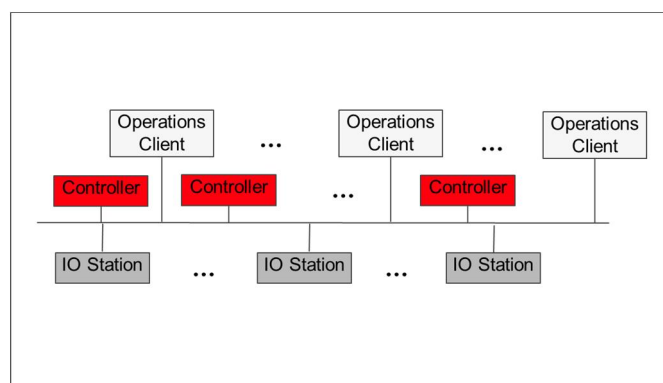 Operations
Client
...
Operations
Client
...
Operations
Client
Controller
Controller
...
Controller
IO Station
...
IO Station
...
IO Station